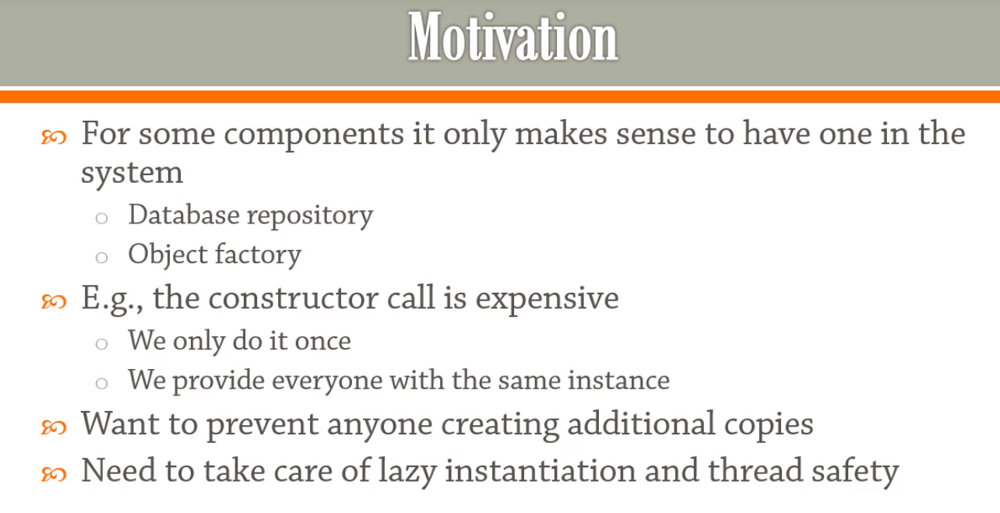 Motivation
For some components it only makes sense to have one in the
system
Database repository
Object factory
E.g., the constructor call is expensive
We only do it once
We provide everyone with the same instance
Want to prevent anyone creating additional copies
Need to take care of lazy instantiation and thread safety